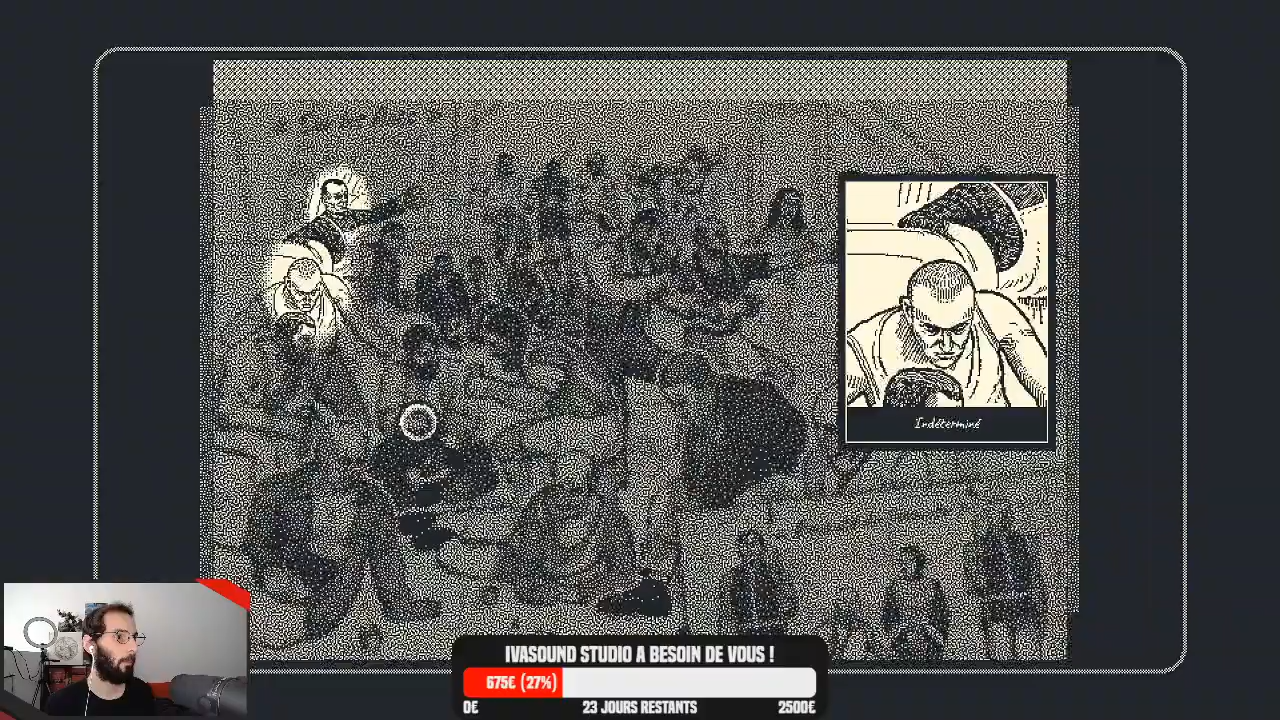 Indéterminé
IVASOUND STUDIO A BESOIN DE VOUS !
675€ (27%)
0€ 23 JOURS RESTANTS 2500€